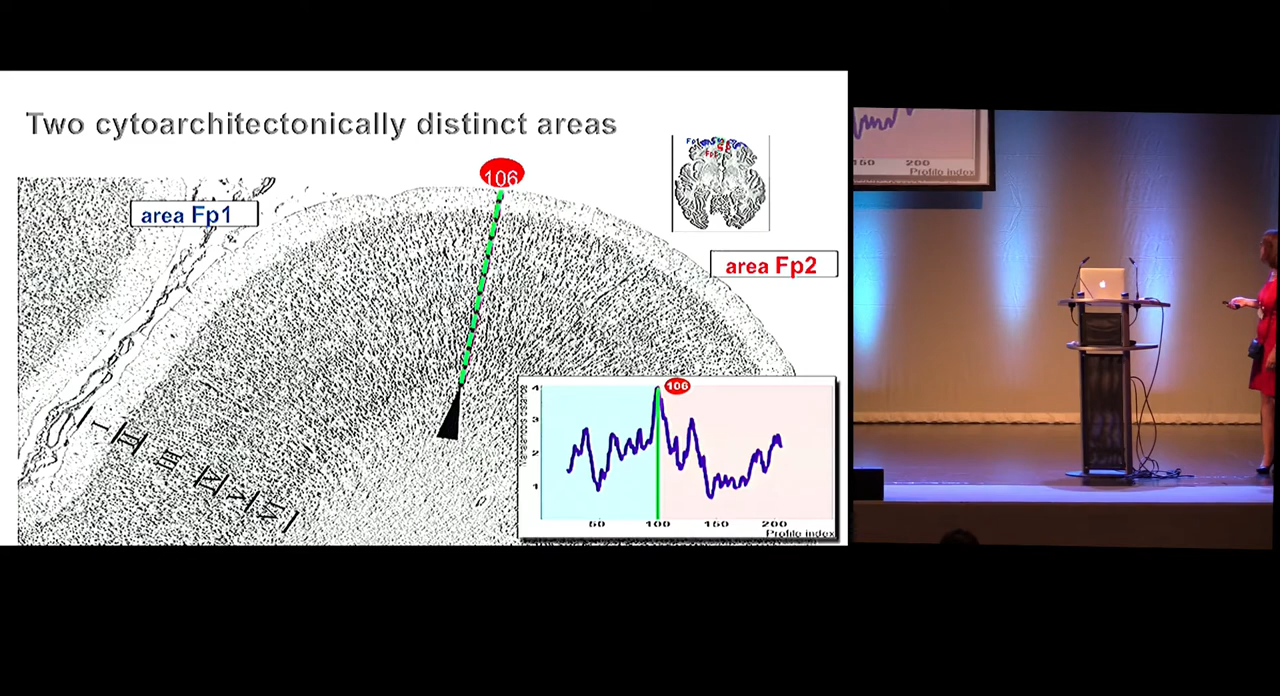 Two cytoarchitectonically distinct areas
106
area Fp1
area Fp2
I
II
III
IV
V
VI
106
4
3
2
1
50
100
150
200
Profile index
150
200
Profile index